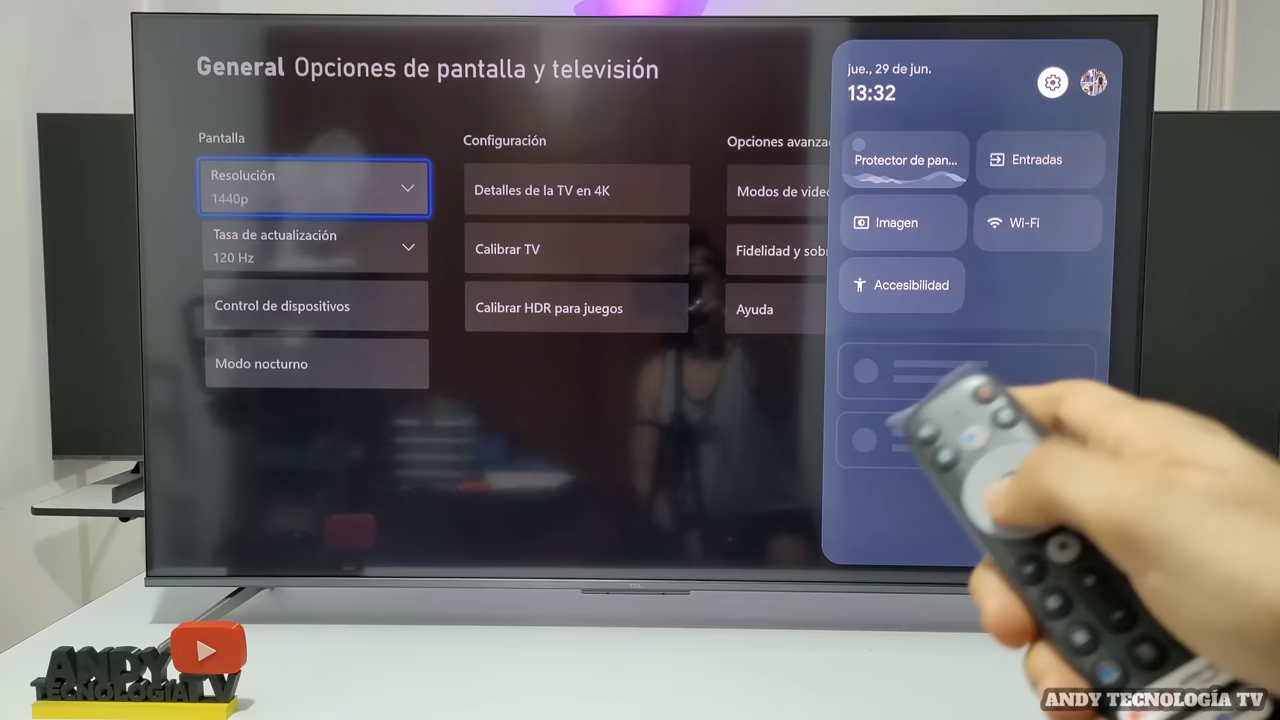 General Opciones de pantalla y televisión
Pantalla
Resolución
1440p
Tasa de actualización
120 Hz
Control de dispositivos
Modo nocturno
Configuración
Detalles de la TV en 4K
Calibrar TV
Calibrar HDR para juegos
Opciones avanza
Modos de vide
Fidelidad y sob
Ayuda
jue., 29 de jun.
13:32
Protector de pan...
Entradas
Imagen
Wi-Fi
Accesibilidad
TCL
ANDY
TECNOLOGÍA TV
ANDY TECNOLOGÍA TV